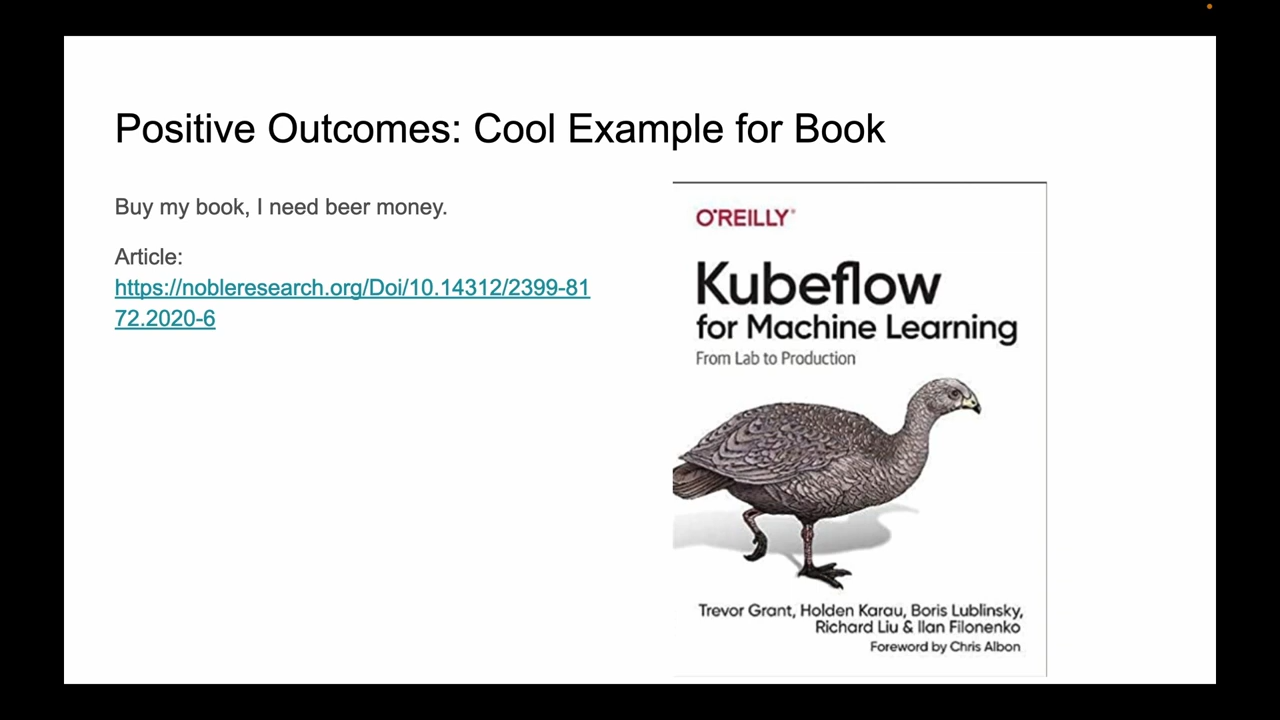 Positive Outcomes: Cool Example for Book
Buy my book, I need beer money.
Article:
https://nobleresearch.org/Doi/10.14312/2399-81
72.2020-6
O'REILLY®
Kubeflow
for Machine Learning
From Lab to Production
Trevor Grant, Holden Karau, Boris Lublinsky,
Richard Liu & Ilan Filonenko
Foreword by Chris Albon